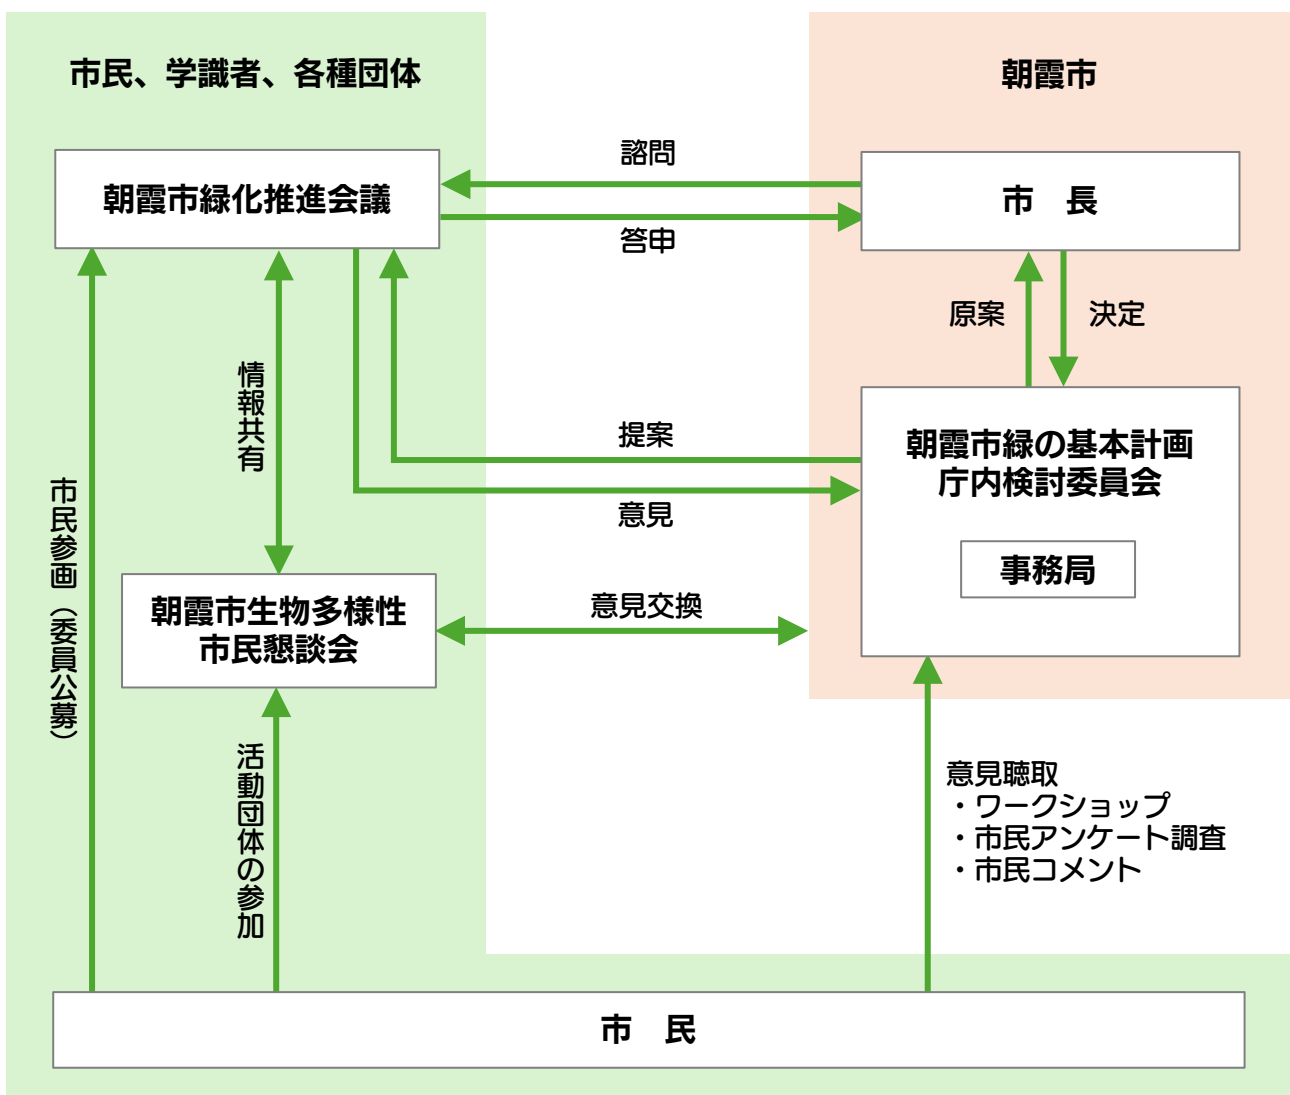 市民、学識者、各種団体
朝霞市
朝霞市緑化推進会議
諮問
答申
市　長
原案
決定
情報共有
提案
意見
朝霞市緑の基本計画
庁内検討委員会
事務局
市民参画（委員公募）
朝霞市生物多様性
市民懇談会
意見交換
活動団体の参加
意見聴取
・ワークショップ
・市民アンケート調査
・市民コメント
市　民